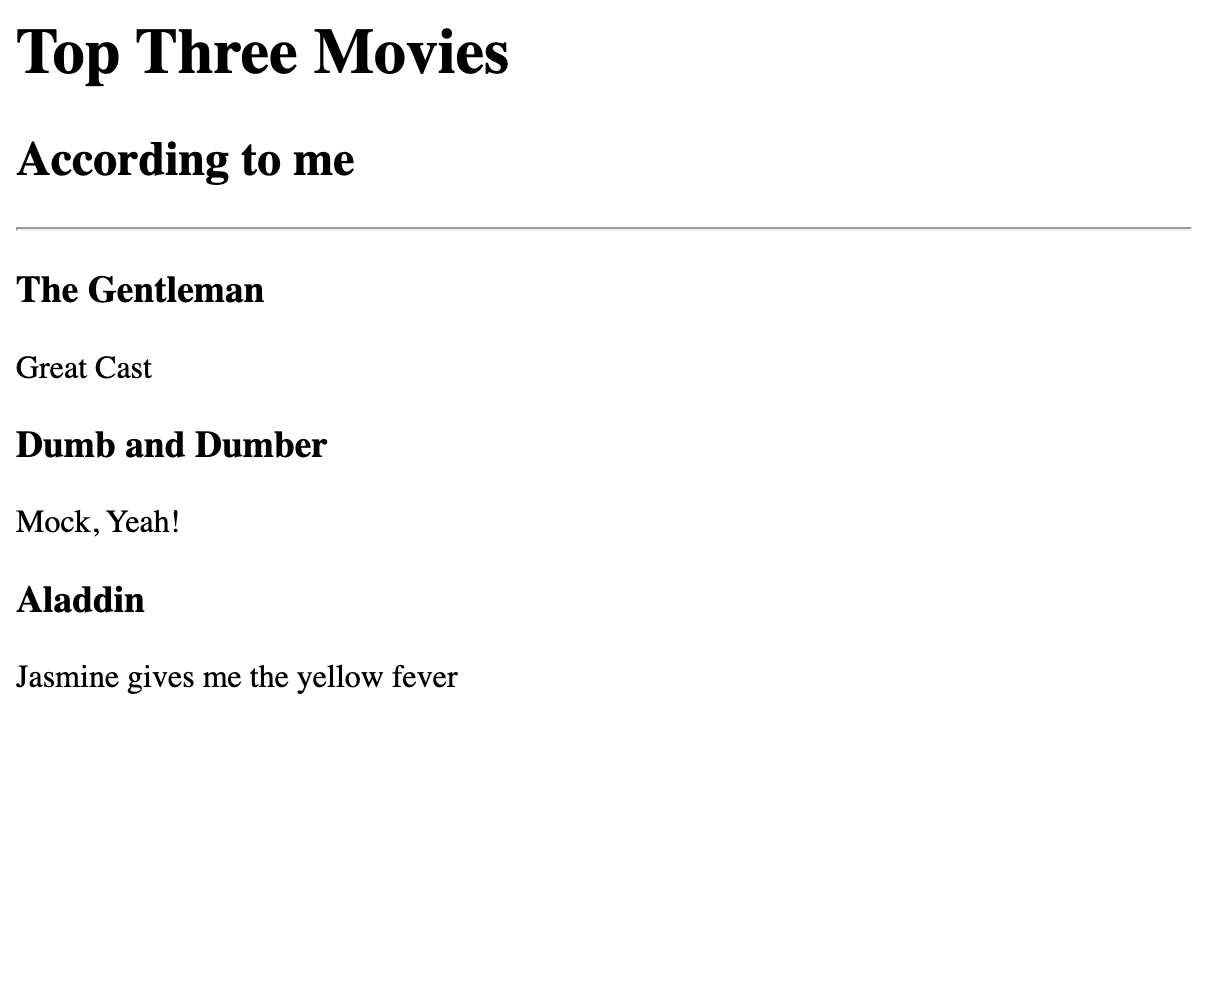 Top Three Movies
According to me
The Gentleman
Great Cast
Dumb and Dumber
Mock, Yeah!
Aladdin
Jasmine gives me the yellow fever